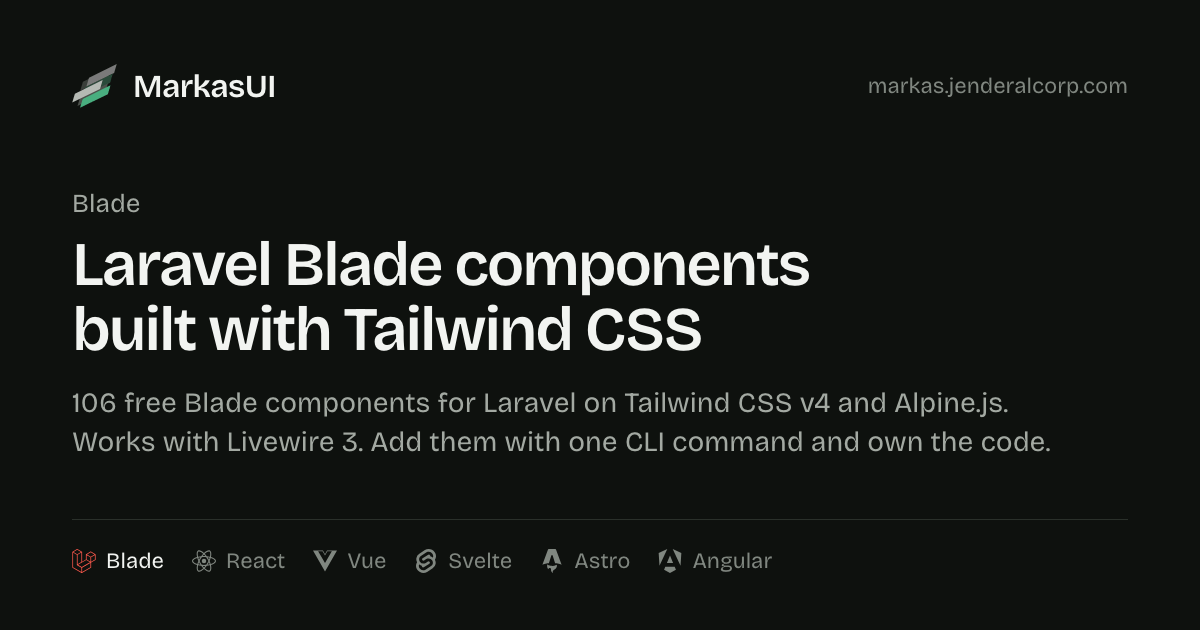 MarkasUI
markas.jenderalcorp.com
Blade
Laravel Blade components
built with Tailwind CSS
106 free Blade components for Laravel on Tailwind CSS v4 and Alpine.js.
Works with Livewire 3. Add them with one CLI command and own the code.
Blade React Vue Svelte Astro Angular